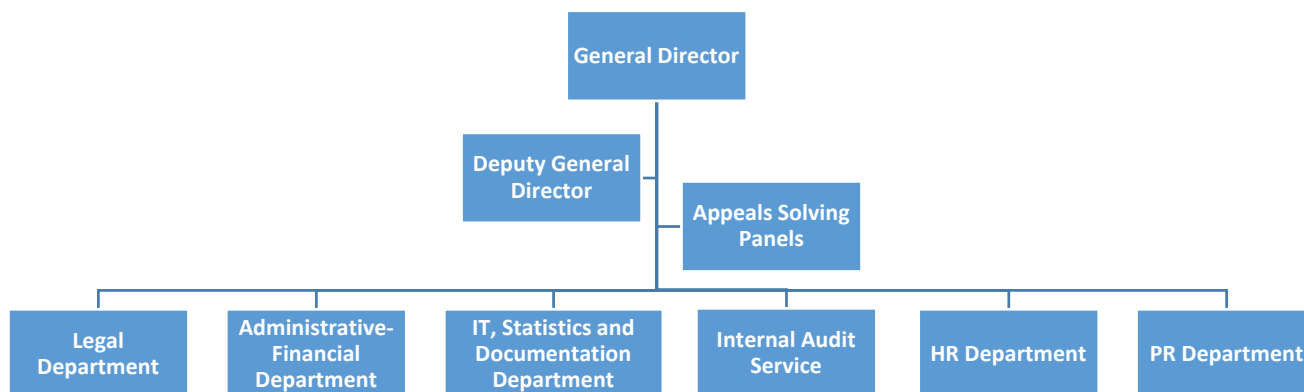 General Director
Deputy General
Director
Appeals Solving
Panels
Legal
Department
Administrative-
Financial
Department
IT, Statistics and
Documentation
Department
Internal Audit
Service
HR Department
PR Department